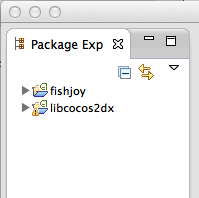 Package Exp
fishjoy
libcocos2dx